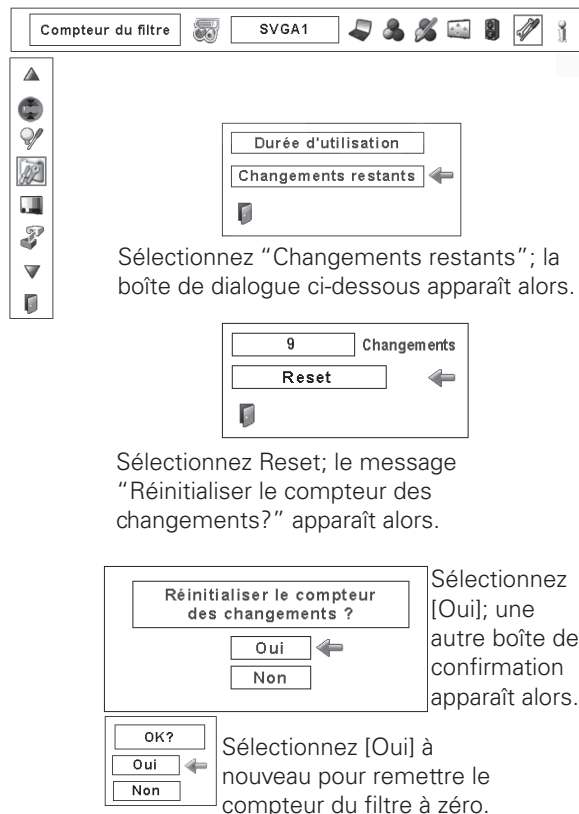 Compteur du filtre
SVGA1
Durée d'utilisation
Changements restants
Sélectionnez “Changements restants”; la
boîte de dialogue ci-dessous apparaît alors.
9 Changements
Reset
Sélectionnez Reset; le message
“Réinitialiser le compteur des
changements?” apparaît alors.
Réinitialiser le compteur
des changements ?
Oui
Non
Sélectionnez
[Oui]; une
autre boîte de
confirmation
apparaît alors.
OK?
Oui
Non
Sélectionnez [Oui] à
nouveau pour remettre le
compteur du filtre à zéro.